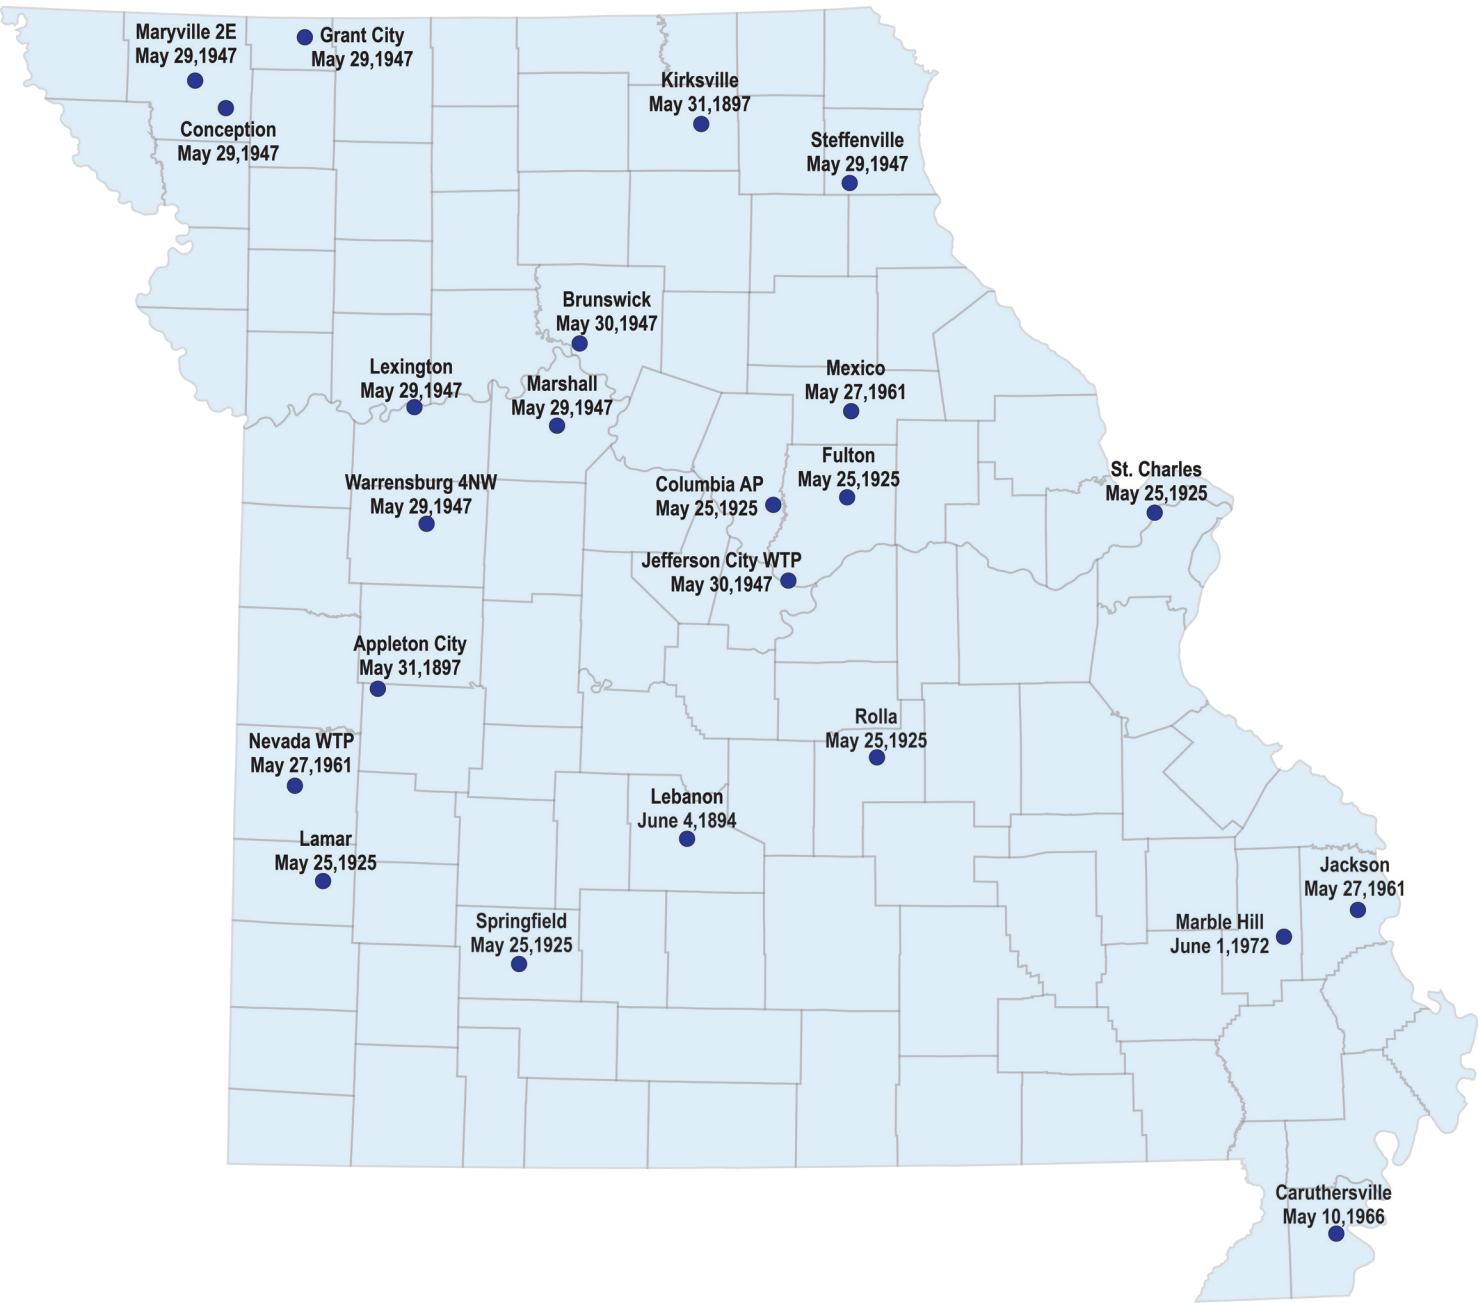 Maryville 2E
May 29,1947
Grant City
May 29,1947
Conception
May 29,1947
Kirksville
May 31,1897
Steffenville
May 29,1947
Brunswick
May 30,1947
Lexington
May 29,1947
Marshall
May 29,1947
Mexico
May 27,1961
Fulton
May 25,1925
Columbia AP
May 25,1925
St. Charles
May 25,1925
Warrensburg 4NW
May 29,1947
Jefferson City WTP
May 30,1947
Appleton City
May 31,1897
Rolla
May 25,1925
Nevada WTP
May 27,1961
Lebanon
June 4,1894
Lamar
May 25,1925
Jackson
May 27,1961
Springfield
May 25,1925
Marble Hill
June 1,1972
Caruthersville
May 10,1966